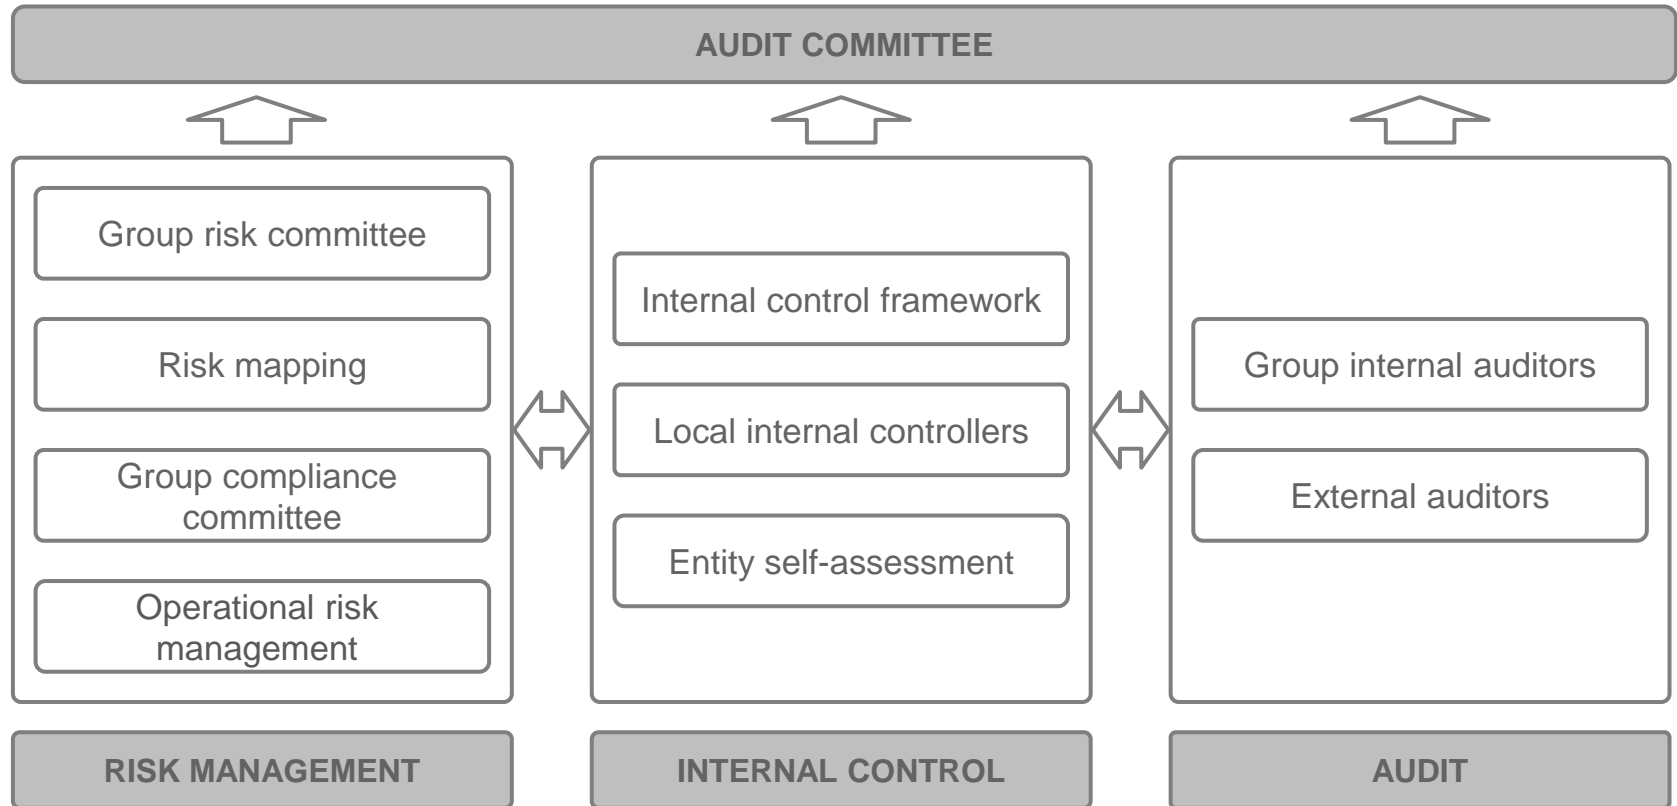 AUDIT COMMITTEE
Group risk committee
Risk mapping
Group compliance
committee
Operational risk
management
RISK MANAGEMENT
Internal control framework
Local internal controllers
Entity self-assessment
INTERNAL CONTROL
Group internal auditors
External auditors
AUDIT